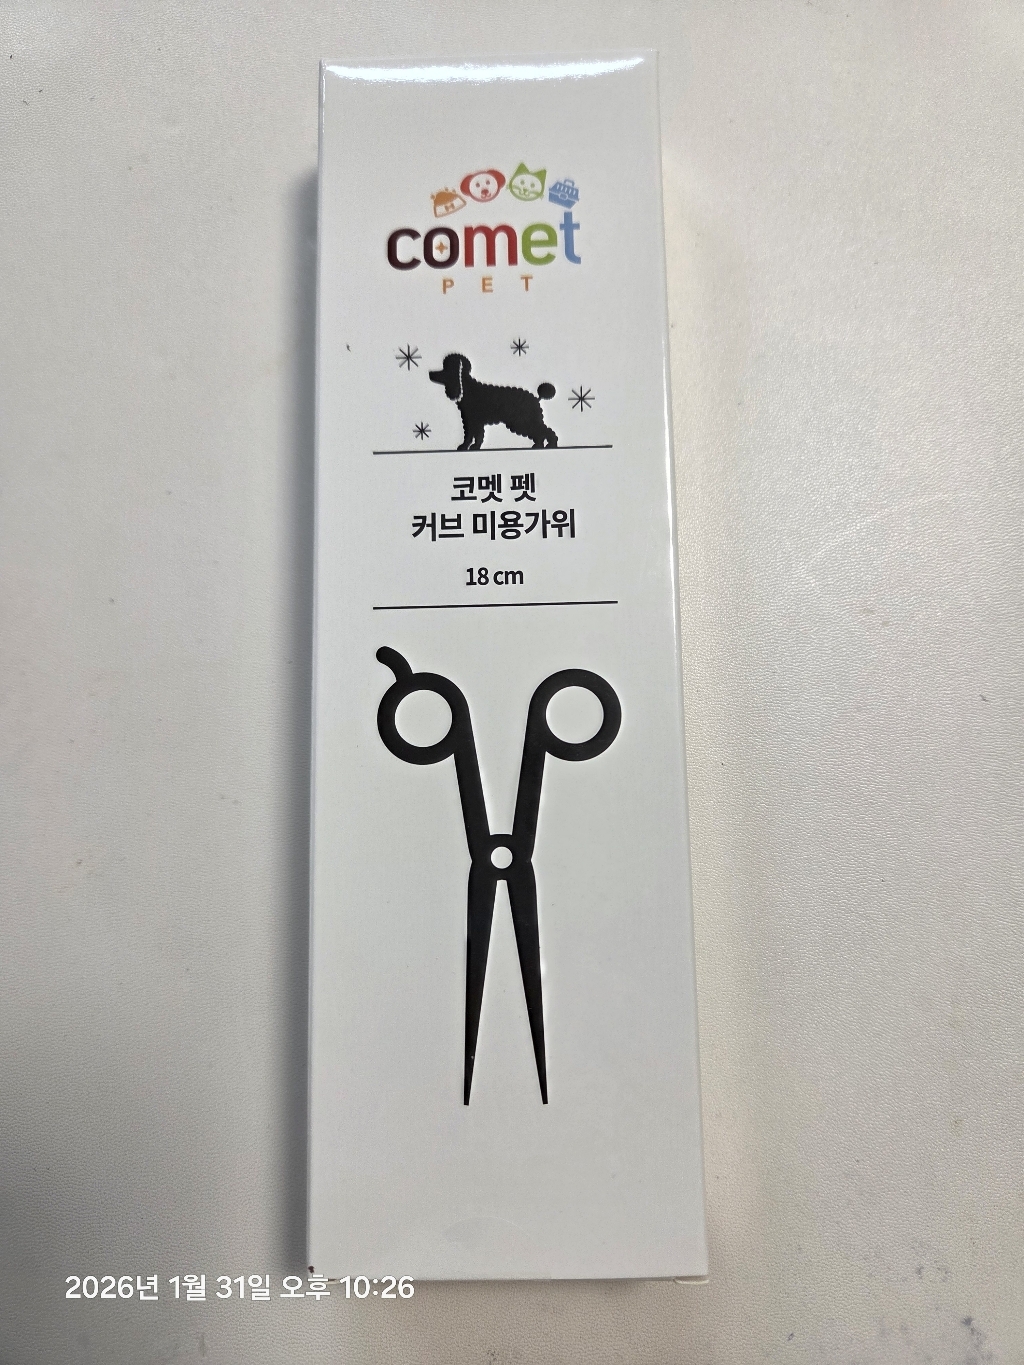 comet
PET
코멧 펫
커브 미용가위
18 cm
2026년 1월 31일 오후 10:26